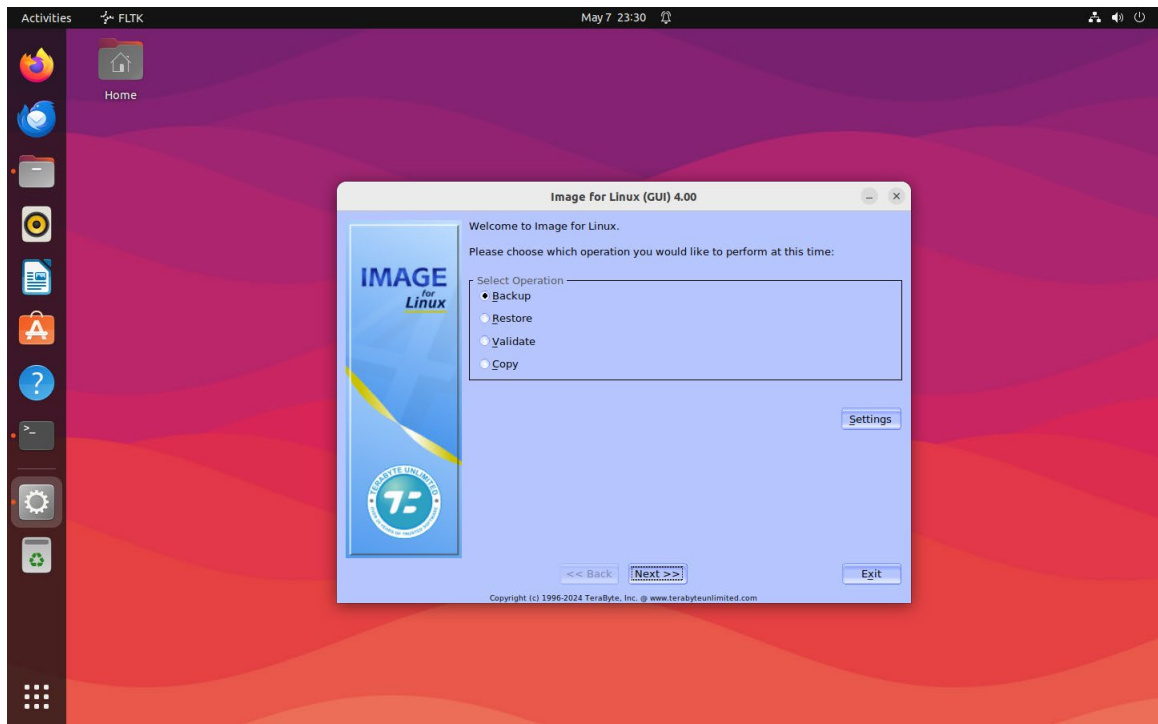 Activities
FLTK
May 7 23:30
Home
Image for Linux (GUI) 4.00
Welcome to Image for Linux.
Please choose which operation you would like to perform at this time:
IMAGE
for
Linux
Select Operation
Backup
Restore
Validate
Copy
Settings
TERABYTE UNLIMITED
<< Back
Next >>
Exit
Copyright (c) 1996-2024 TeraByte, Inc. @ www.terabyteunlimited.com